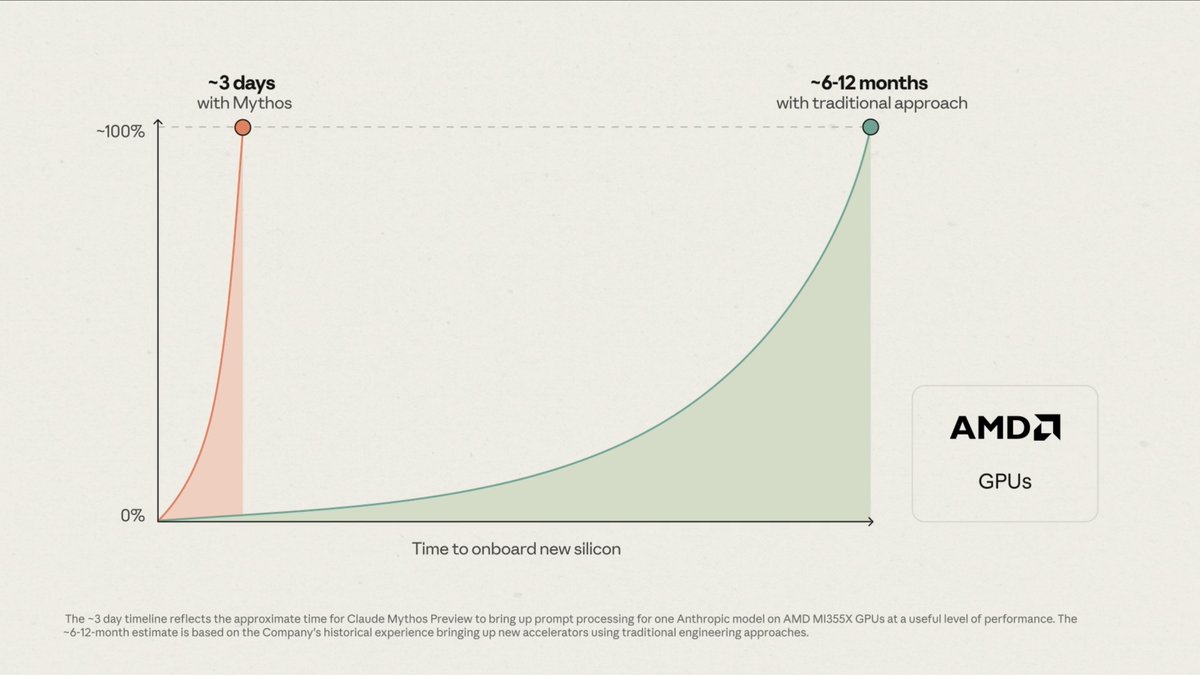 ~3 days
with Mythos
~6-12 months
with traditional approach
~100%
0%
AMD
GPUs
Time to onboard new silicon
The ~3 day timeline reflects the approximate time for Claude Mythos Preview to bring up prompt processing for one Anthropic model on AMD MI355X GPUs at a useful level of performance. The
~6-12-month estimate is based on the Company's historical experience bringing up new accelerators using traditional engineering approaches.